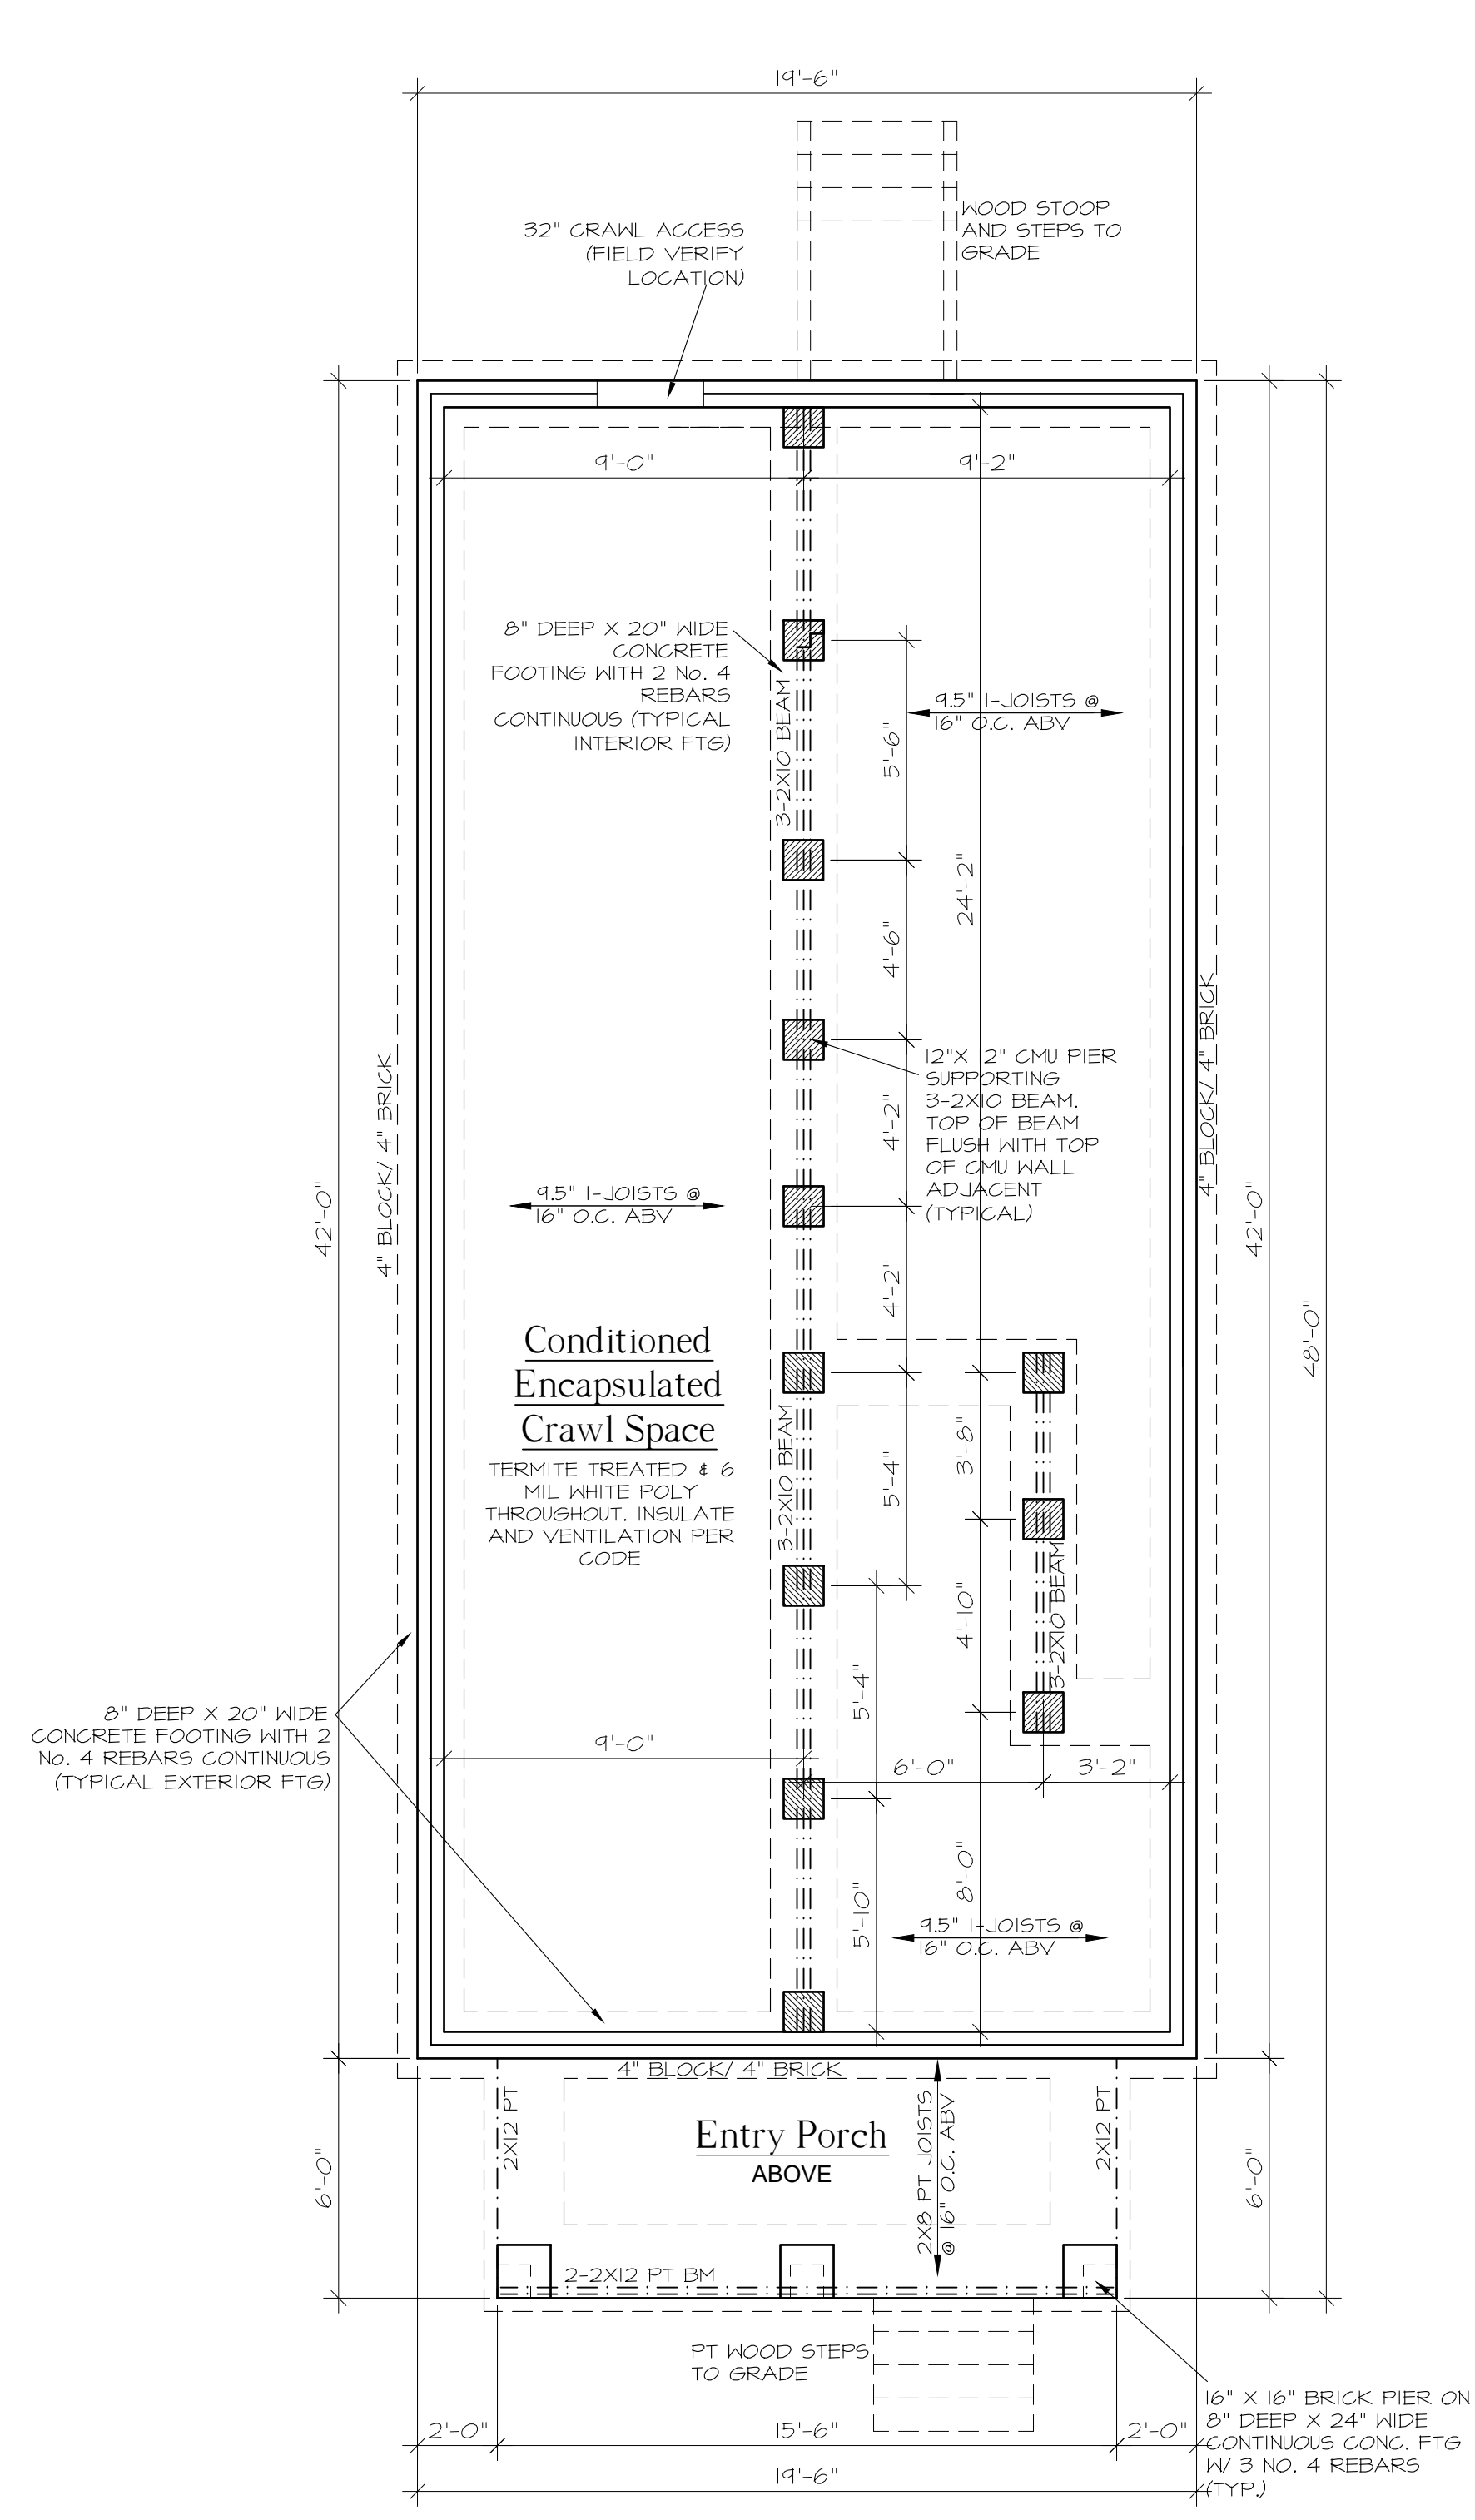 19'-6"
32" CRAWL ACCESS
(FIELD VERIFY
LOCATION)
WOOD STOOP
AND STEPS TO
GRADE
9'-0"
9'-2"
8" DEEP X 20" WIDE
CONCRETE
FOOTING WITH 2 No. 4
REBARS
CONTINUOUS (TYPICAL
INTERIOR FTG)
3-2X10 BEAM
9.5" I-JOISTS @
16" O.C. ABV
5'-6"
24'-2"
4'-6"
4" BLOCK/ 4" BRICK
4" BLOCK/ 4" BRICK
12"X 2" CMU PIER
SUPPORTING
3-2X10 BEAM.
TOP OF BEAM
FLUSH WITH TOP
OF CMU WALL
ADJACENT
(TYPICAL)
4'-2"
42'-0"
9.5" I-JOISTS @
16" O.C. ABV
42'-0"
4'-2"
48'-0"
Conditioned
Encapsulated
Crawl Space
TERMITE TREATED & 6
MIL WHITE POLY
THROUGHOUT. INSULATE
AND VENTILATION PER
CODE
3-2X10 BEAM
5'-4"
3'-8"
4'-10"
3-2X10 BEAM
8" DEEP X 20" WIDE
CONCRETE FOOTING WITH 2
No. 4 REBARS CONTINUOUS
(TYPICAL EXTERIOR FTG)
9'-0"
5'-4"
6'-0"
3'-2"
8'-0"
5'-10"
9.5" I-JOISTS @
16" O.C. ABV
4" BLOCK/ 4" BRICK
2X12 PT
Entry Porch
ABOVE
2X8 PT JOISTS
@ 16" O.C. ABV
2X12 PT
6'-0"
6'-0"
2-2X12 PT BM
PT WOOD STEPS
TO GRADE
16" X 16" BRICK PIER ON
8" DEEP X 24" WIDE
CONTINUOUS CONC. FTG
W/ 3 NO. 4 REBARS
(TYP.)
2'-0"
15'-6"
2'-0"
19'-6"